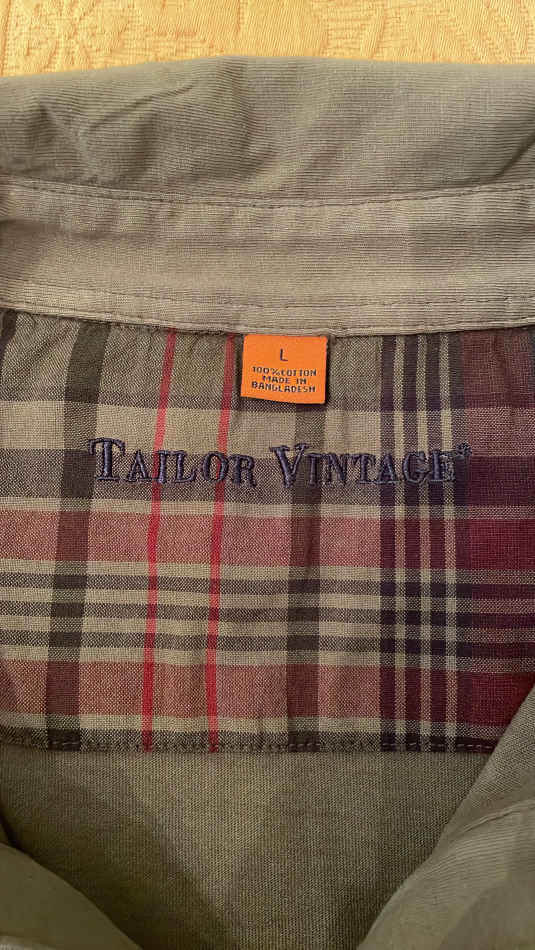 L
100% COTTON
MADE IN
BANGLADESH
TAILOR VINTAGE®